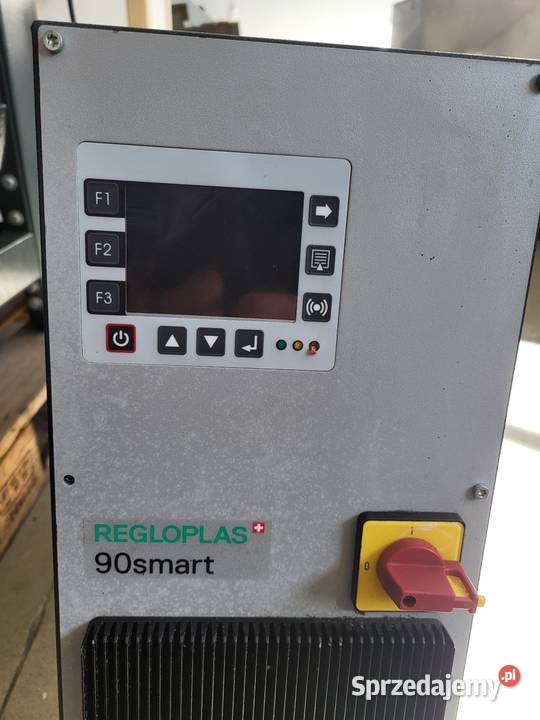 F1
F2
F3
REGLOPLAS
90smart
I
0
Sprzedajemy.pl